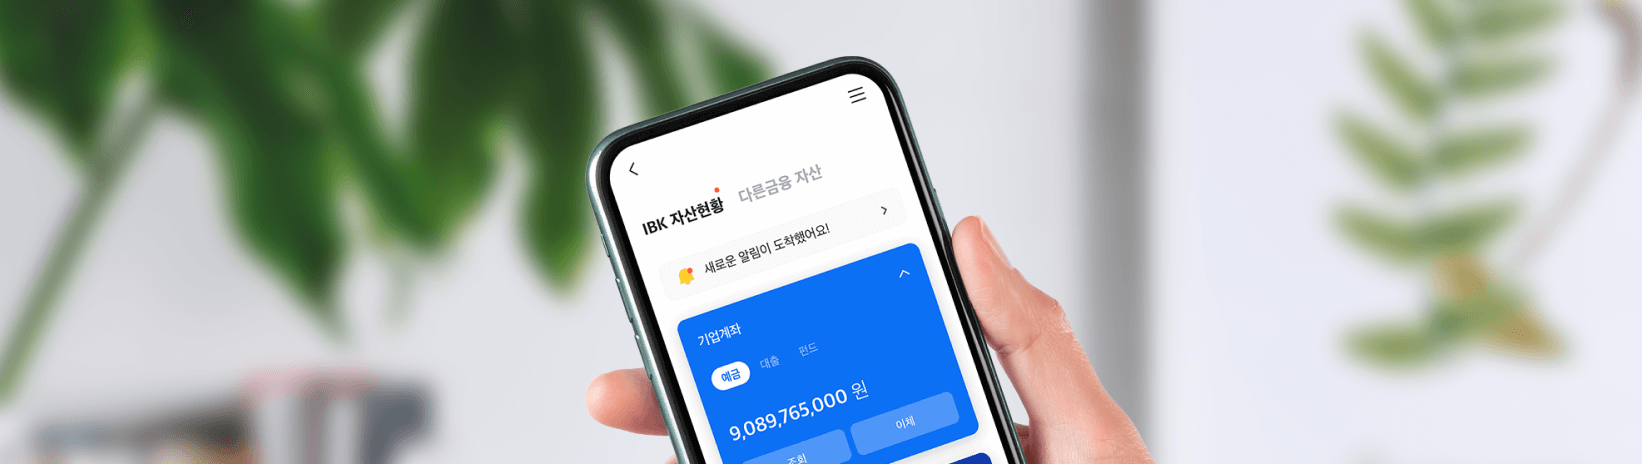 IBK 자산현황 다른금융 자산
새로운 알림이 도착했어요!
기업계좌
예금 대출 펀드
9,089,765,000 원
조회 이체